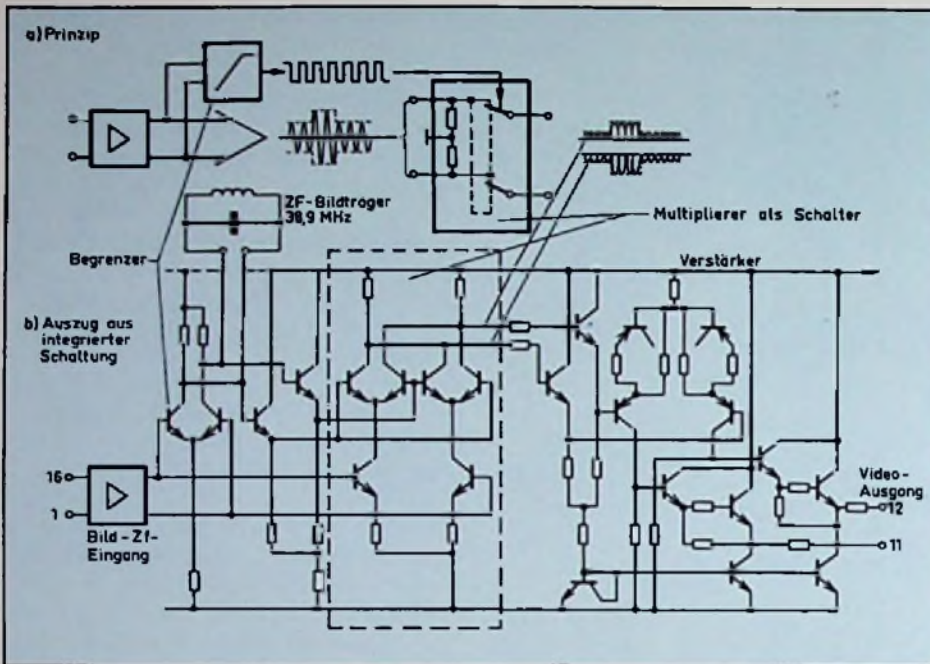 a) Prinzip
ZF-Bildträger
38,9 MHz
Multiplizierer als Schalter
Begrenzer
Verstärker
b) Auszug aus
integrierter
Schaltung
16
1
Bild-Zf-
Eingang
Video-
Ausgang
12
11